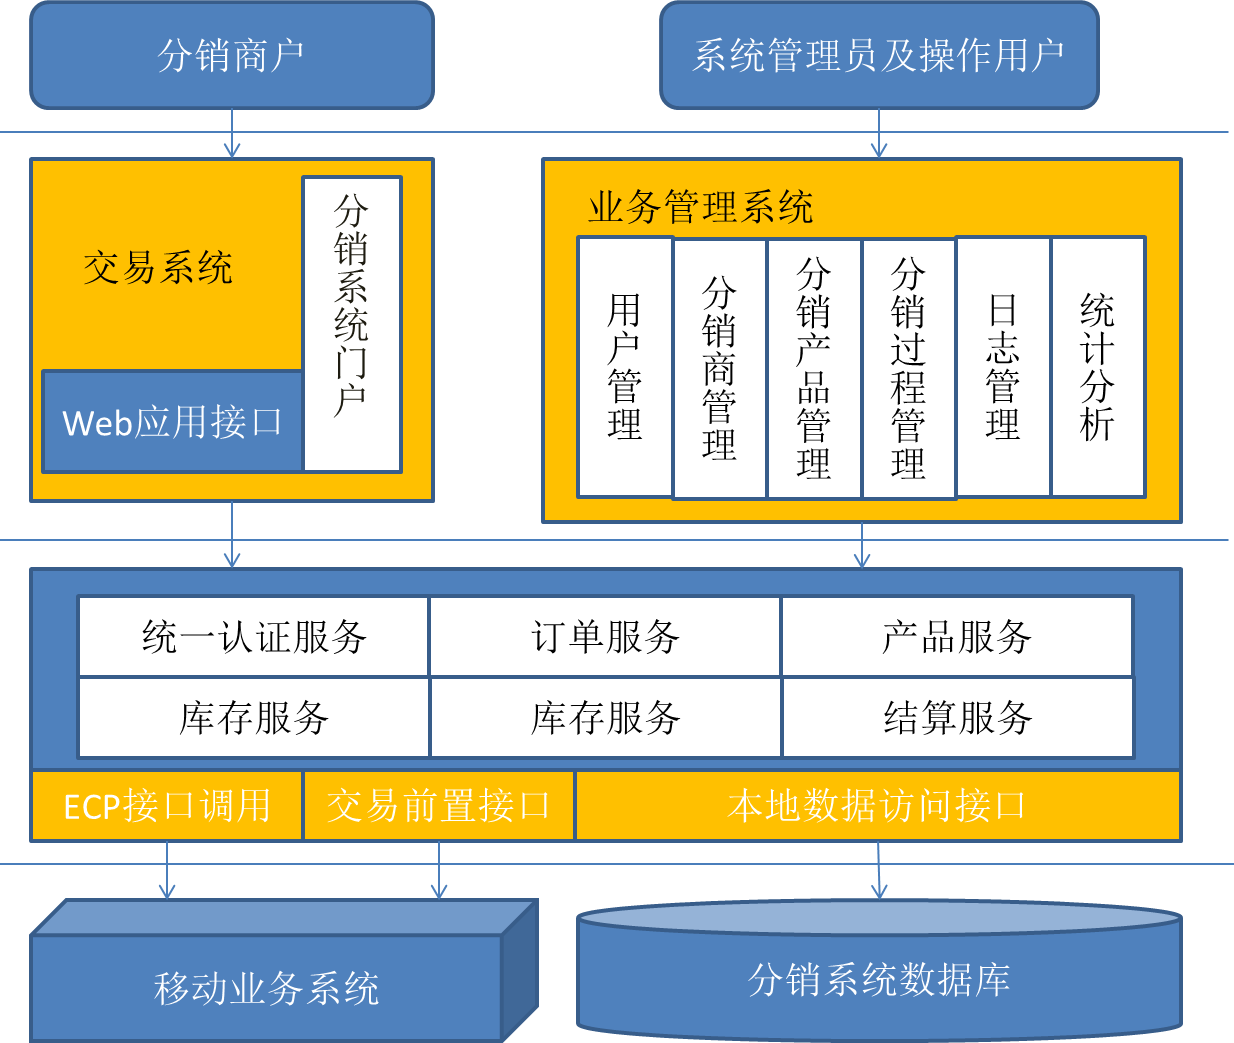 分销商户
系统管理员及操作用户
交易系统
分销系统门户
Web应用接口
业务管理系统
用户管理
分销商管理
分销产品管理
分销过程管理
日志管理
统计分析
统一认证服务
订单服务
产品服务
库存服务
库存服务
结算服务
ECP接口调用
交易前置接口
本地数据访问接口
移动业务系统
分销系统数据库